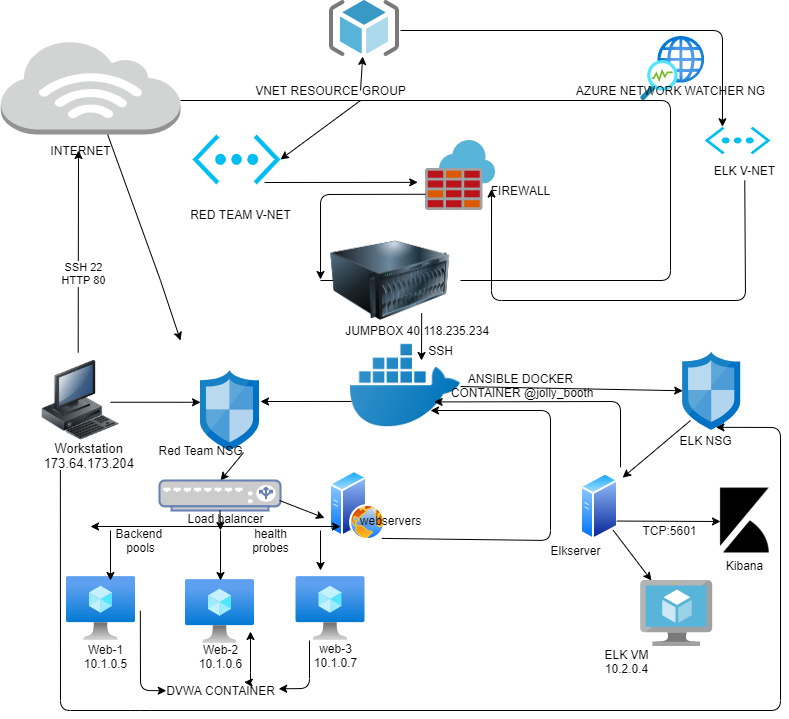 VNET RESOURCE GROUP
AZURE NETWORK WATCHER NG
INTERNET
ELK V-NET
FIREWALL
RED TEAM V-NET
SSH 22
HTTP 80
JUMPBOX 40.118.235.234
SSH
ANSIBLE DOCKER
CONTAINER @jolly_booth
Workstation
173.64.173.204
Red Team NSG
ELK NSG
Load balancer
webservers
Backend
pools
health
probes
Elkserver
TCP:5601
Kibana
Web-1
10.1.0.5
Web-2
10.1.0.6
web-3
10.1.0.7
ELK VM
10.2.0.4
DVWA CONTAINER